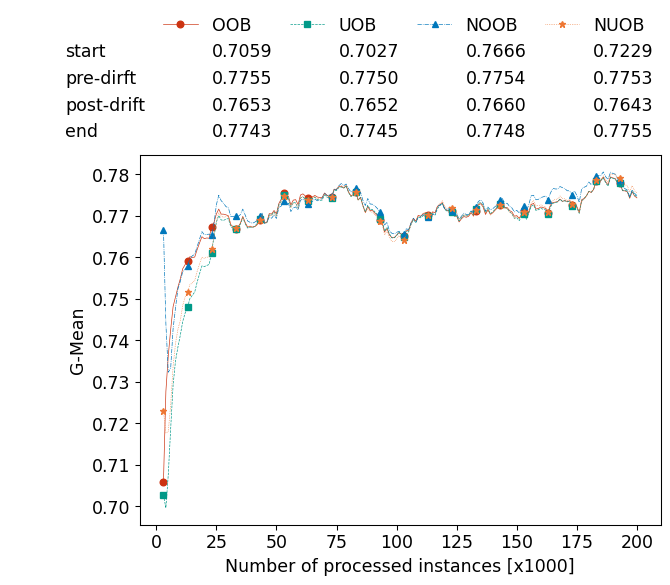 OOB UOB NOOB NUOB
start 0.7059 0.7027 0.7666 0.7229
pre-dirft 0.7755 0.7750 0.7754 0.7753
post-drift 0.7653 0.7652 0.7660 0.7643
end 0.7743 0.7745 0.7748 0.7755
0.78
0.77
0.76
0.75
0.74
0.73
0.72
0.71
0.70
G-Mean
0 25 50 75 100 125 150 175 200
Number of processed instances [x1000]